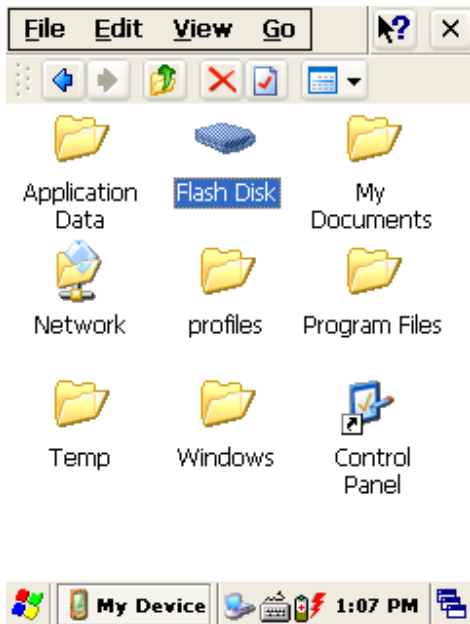 File Edit View Go ?
Application Data
Flash Disk
My Documents
Network
profiles
Program Files
Temp
Windows
Control Panel
My Device 1:07 PM